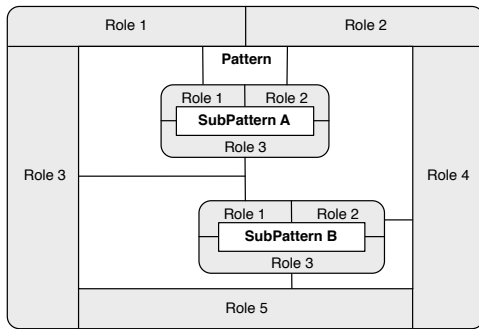 Role 1
Role 2
Pattern
Role 1
Role 2
SubPattern A
Role 3
Role 3
Role 4
Role 1
Role 2
SubPattern B
Role 3
Role 5